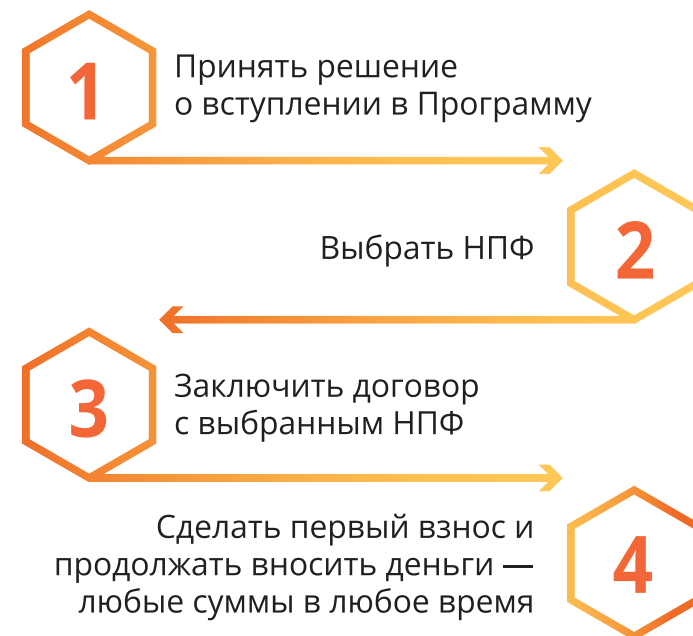 1
Принять решение
о вступлении в Программу
2
Выбрать НПФ
3
Заключить договор
с выбранным НПФ
4
Сделать первый взнос и
продолжать вносить деньги —
любые суммы в любое время